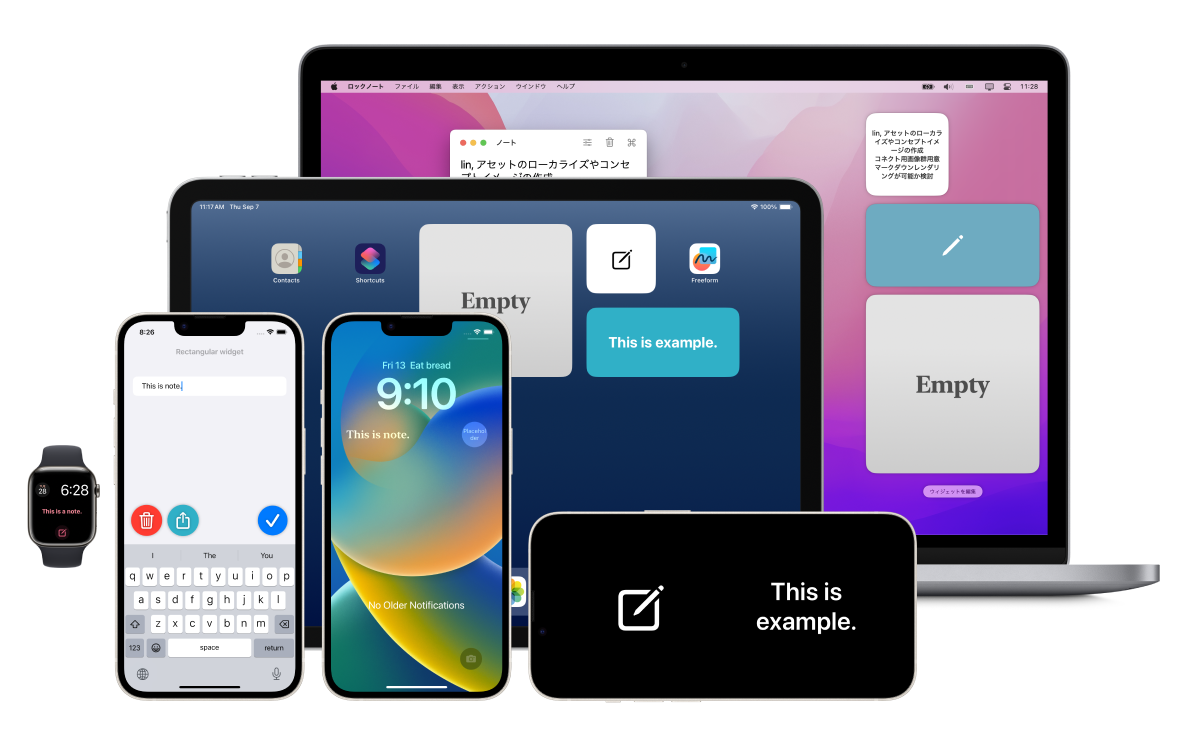 ロックノート ファイル 編集 表示 アクション ウインドウ ヘルプ
11:28
ノート
lin, アセットのローカライズやコンセ
プトイメージの作成
lin, アセットのローカラ
イズやコンセプトイメ
ージの作成
コネクト用画像群用意
マークダウンレンダリ
ングが可能か検討
Empty
ウィジェットを編集
11:17 AM Thu Sep 7
100%
Contacts
Shortcuts
Empty
Freeform
This is example.
8:26
Rectangular widget
This is note.
I The You
q w e r t y u i o p
a s d f g h j k l
z x c v b n m
123 space return
Fri 13 Eat bread
9:10
This is note.
Placehol
der
No Older Notifications
28
6:28
This is a note.
This is
example.